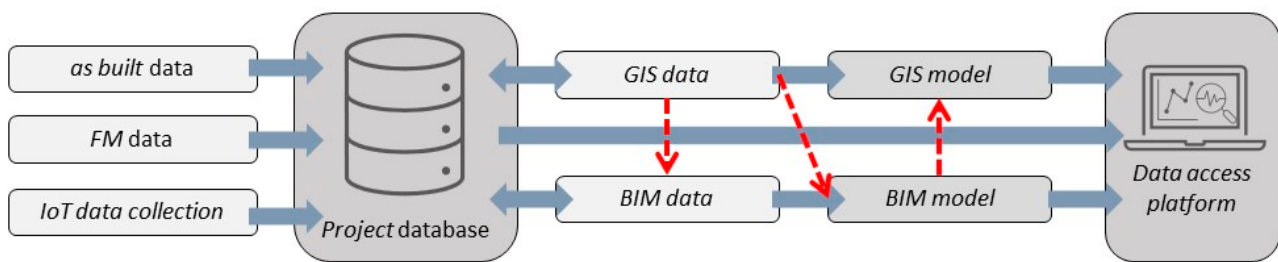 as built data
FM data
IoT data collection
Project database
GIS data
BIM data
GIS model
BIM model
Data access
platform